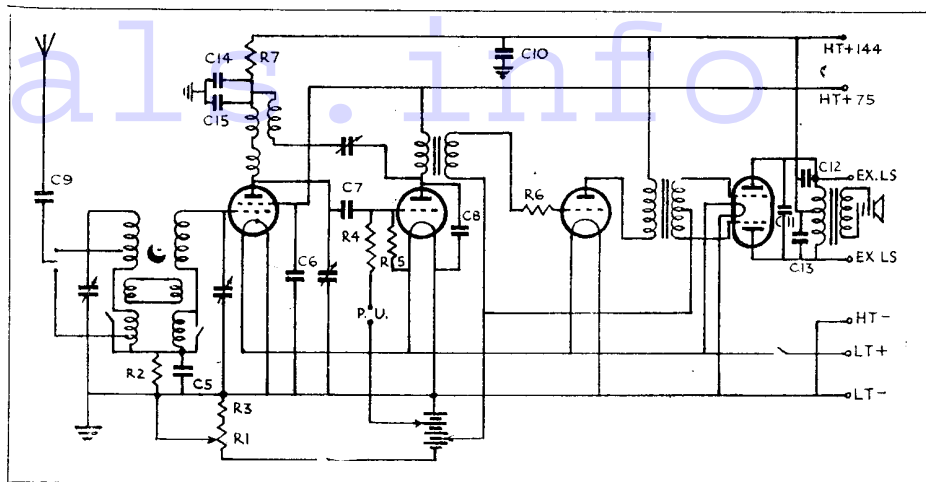 als.info
C14
R7
C10
HT+144
HT+75
C15
C9
C7
C12
EX.LS
R4
R5
C8
R6
C11
C6
C13
EX LS
P.U.
HT-
R2
C5
LT+
LT-
R3
R1